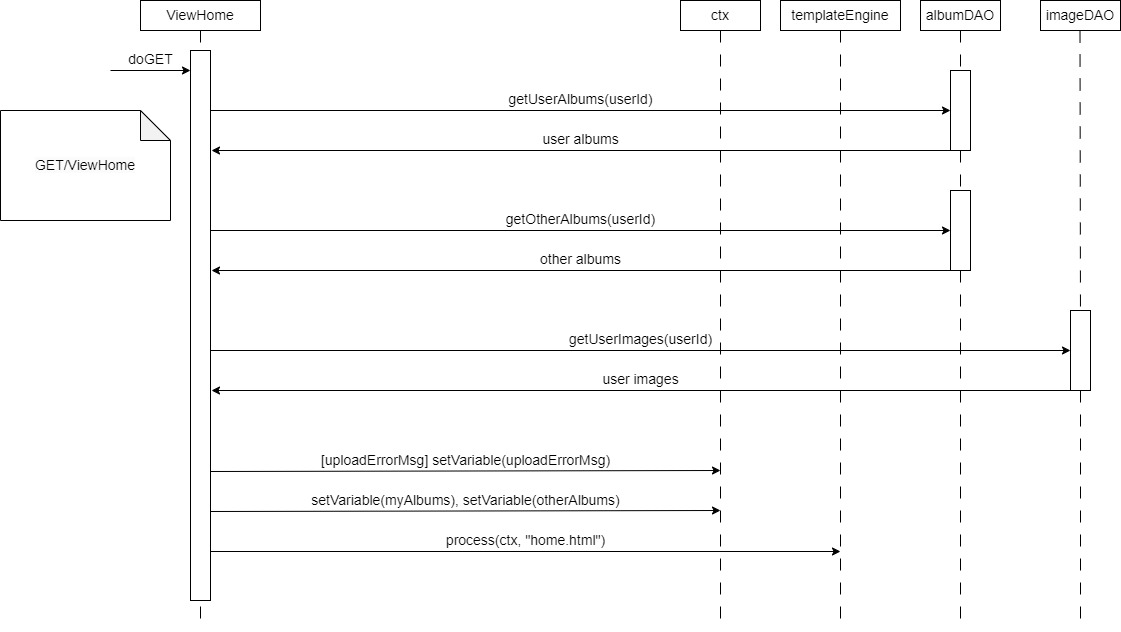 ViewHome
ctx
templateEngine
albumDAO
imageDAO
doGET
getUserAlbums(userId)
user albums
GET/ViewHome
getOtherAlbums(userId)
other albums
getUserImages(userId)
user images
[uploadErrorMsg] setVariable(uploadErrorMsg)
setVariable(myAlbums), setVariable(otherAlbums)
process(ctx, "home.html")